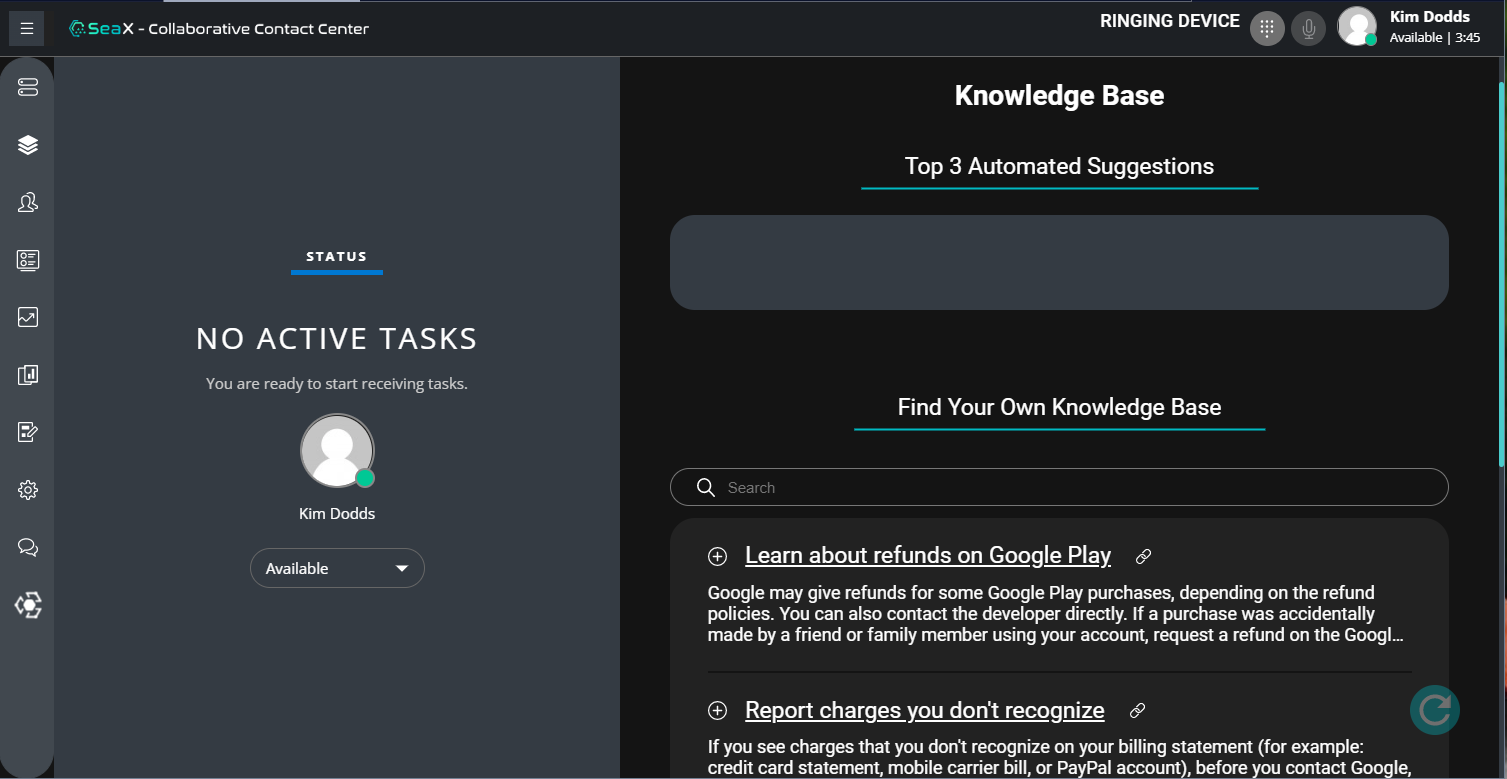 SeaX - Collaborative Contact Center
RINGING DEVICE
Kim Dodds
Available | 3:45
STATUS
NO ACTIVE TASKS
You are ready to start receiving tasks.
Kim Dodds
Available
Knowledge Base
Top 3 Automated Suggestions
Find Your Own Knowledge Base
Search
Learn about refunds on Google Play
Google may give refunds for some Google Play purchases, depending on the refund
policies. You can also contact the developer directly. If a purchase was accidentally
made by a friend or family member using your account, request a refund on the Googl...
Report charges you don't recognize
If you see charges that you don't recognize on your billing statement (for example:
credit card statement, mobile carrier bill, or PayPal account), before you contact Google,